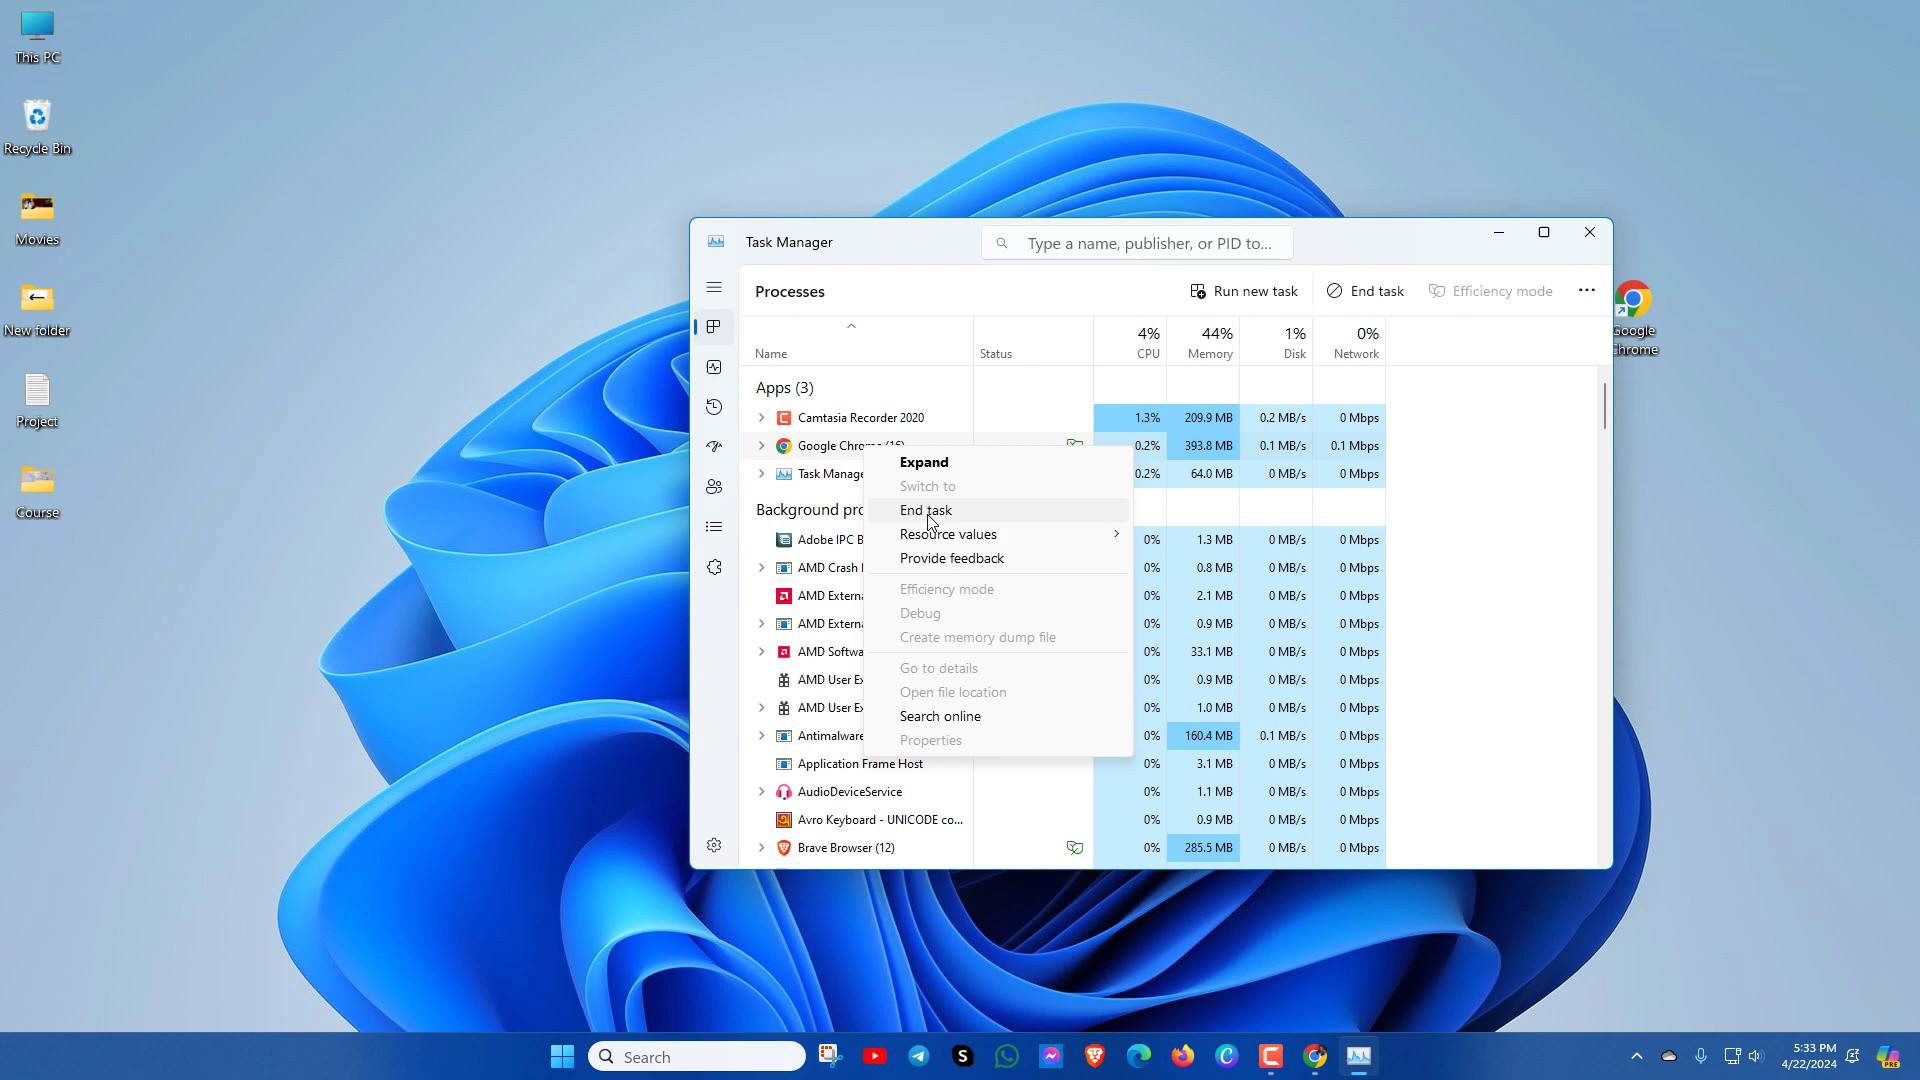 This PC
Recycle Bin
Movies
New folder
Project
Course
Google
Chrome
Task Manager
Type a name, publisher, or PID to...
Processes
Run new task
End task
Efficiency mode
4% 44% 1% 0%
Name Status CPU Memory Disk Network
Apps (3)
Camtasia Recorder 2020 1.3% 209.9 MB 0.2 MB/s 0 Mbps
Google Chrome (16) 0.2% 393.8 MB 0.1 MB/s 0.1 Mbps
Task Manage 0.2% 64.0 MB 0 MB/s 0 Mbps
Background pro
Adobe IPC B 0% 1.3 MB 0 MB/s 0 Mbps
AMD Crash 0% 0.8 MB 0 MB/s 0 Mbps
AMD Externa 0% 2.1 MB 0 MB/s 0 Mbps
AMD Externa 0% 0.9 MB 0 MB/s 0 Mbps
AMD Softwa 0% 33.1 MB 0 MB/s 0 Mbps
AMD User Ex 0% 0.9 MB 0 MB/s 0 Mbps
AMD User Ex 0% 1.0 MB 0 MB/s 0 Mbps
Antimalware 0% 160.4 MB 0.1 MB/s 0 Mbps
Application Frame Host 0% 3.1 MB 0 MB/s 0 Mbps
AudioDeviceService 0% 1.1 MB 0 MB/s 0 Mbps
Avro Keyboard - UNICODE co... 0% 0.9 MB 0 MB/s 0 Mbps
Brave Browser (12) 0% 285.5 MB 0 MB/s 0 Mbps
Expand
Switch to
End task
Resource values
Provide feedback
Efficiency mode
Debug
Create memory dump file
Go to details
Open file location
Search online
Properties
Search
5:33 PM
4/22/2024
PRE